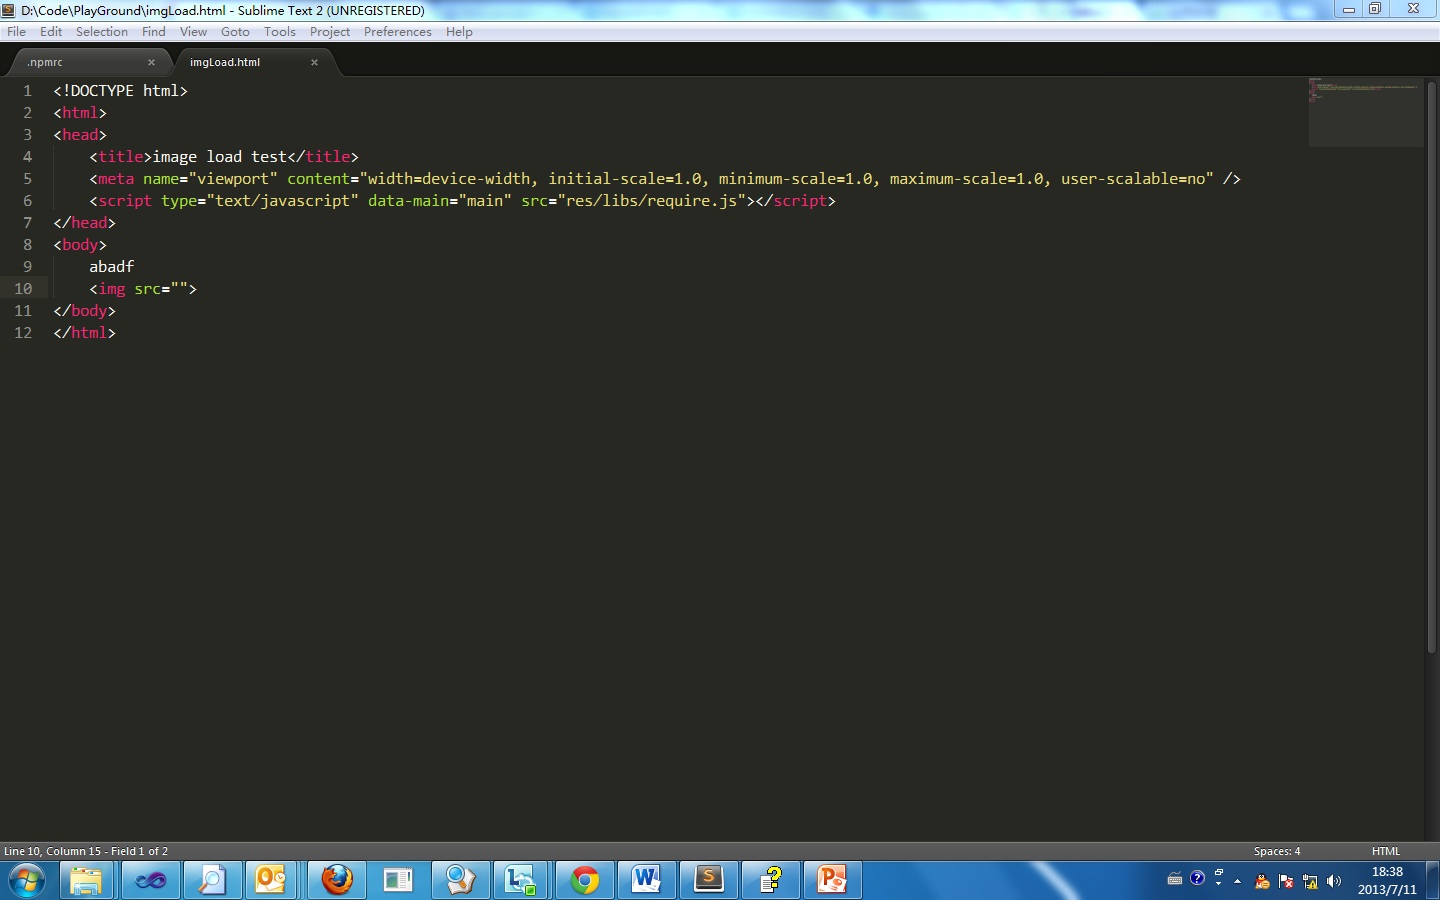 D:\Code\PlayGround\imgLoad.html - Sublime Text 2 (UNREGISTERED)
File Edit Selection Find View Goto Tools Project Preferences Help
.npmrc × imgLoad.html ×
1 <!DOCTYPE html>
2 <html>
3 <head>
4     <title>image load test</title>
5     <meta name="viewport" content="width=device-width, initial-scale=1.0, minimum-scale=1.0, maximum-scale=1.0, user-scalable=no" />
6     <script type="text/javascript" data-main="main" src="res/libs/require.js"></script>
7 </head>
8 <body>
9     abadf
10     <img src="">
11 </body>
12 </html>
Line 10, Column 15 - Field 1 of 2 Spaces: 4 HTML
18:38
2013/7/11